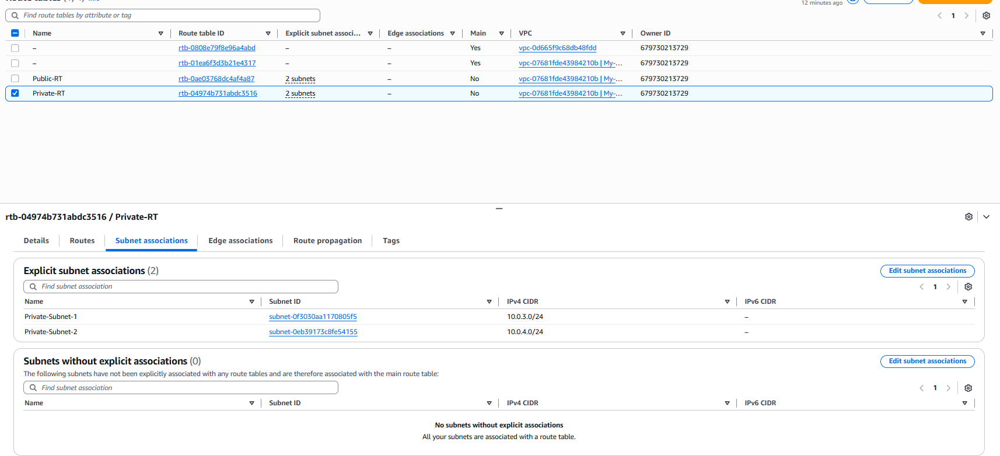 12 minutes ago
Find route tables by attribute or tag
1
Name Route table ID Explicit subnet associ... Edge associations Main VPC Owner ID
– rtb-0808e79f8e96a4abd – – Yes vpc-0d665f9c68db48fdd 679730213729
– rtb-01ea6f3d3b21e4317 – – Yes vpc-07681fde43984210b | My-... 679730213729
Public-RT rtb-0ae03768dc4af4a87 2 subnets – No vpc-07681fde43984210b | My-... 679730213729
Private-RT rtb-04974b731abdc3516 2 subnets – No vpc-07681fde43984210b | My-... 679730213729
rtb-04974b731abdc3516 / Private-RT
Details Routes Subnet associations Edge associations Route propagation Tags
Explicit subnet associations (2) Edit subnet associations
Find subnet association 1
Name Subnet ID IPv4 CIDR IPv6 CIDR
Private-Subnet-1 subnet-0f3030aa1170805f5 10.0.3.0/24 –
Private-Subnet-2 subnet-0eb39173c8fe54155 10.0.4.0/24 –
Subnets without explicit associations (0) Edit subnet associations
The following subnets have not been explicitly associated with any route tables and are therefore associated with the main route table:
Find subnet association 1
Name Subnet ID IPv4 CIDR IPv6 CIDR
No subnets without explicit associations
All your subnets are associated with a route table.